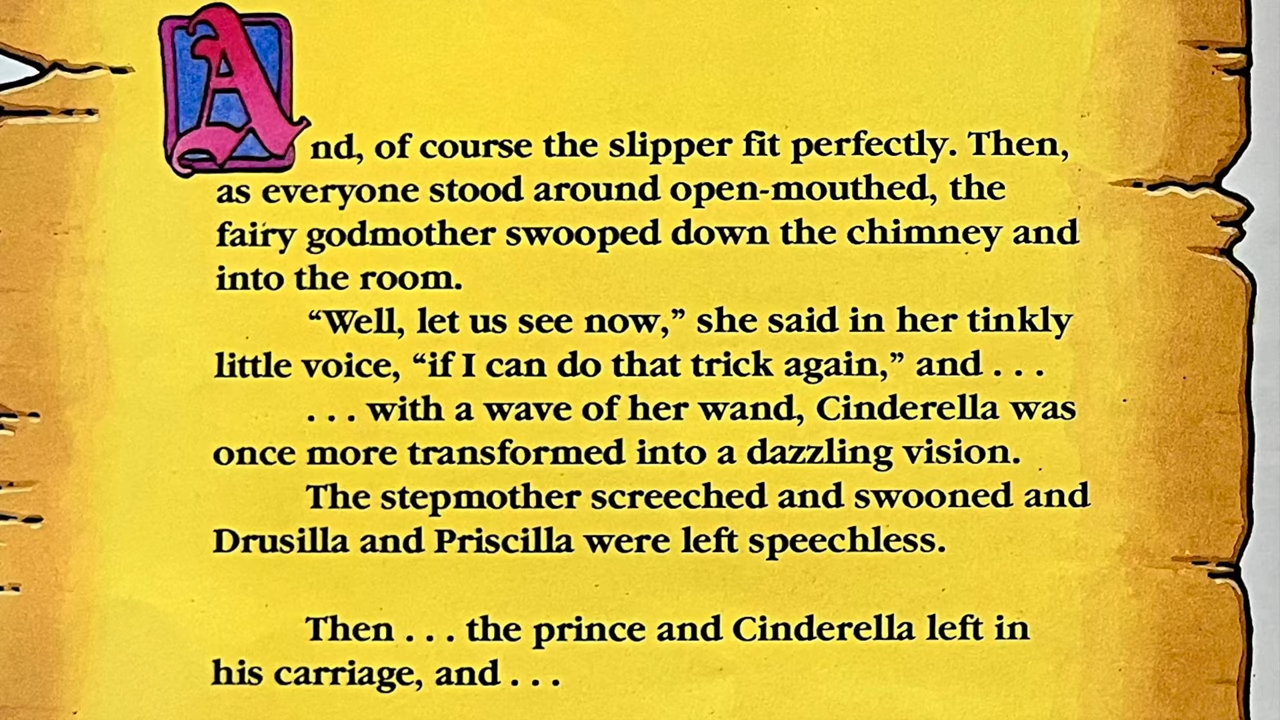 And, of course the slipper fit perfectly. Then,
as everyone stood around open-mouthed, the
fairy godmother swooped down the chimney and
into the room.
“Well, let us see now,” she said in her tinkly
little voice, “if I can do that trick again,” and . . .
. . . with a wave of her wand, Cinderella was
once more transformed into a dazzling vision.
The stepmother screeched and swooned and
Drusilla and Priscilla were left speechless.
Then . . . the prince and Cinderella left in
his carriage, and . . .